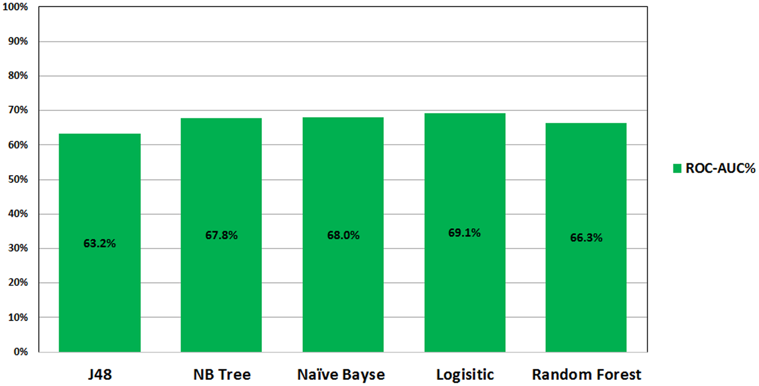 100%
90%
80%
70%
60%
50%
40%
30%
20%
10%
0%
63.2%
67.8%
68.0%
69.1%
66.3%
J48
NB Tree
Naïve Bayse
Logisitic
Random Forest
ROC-AUC%